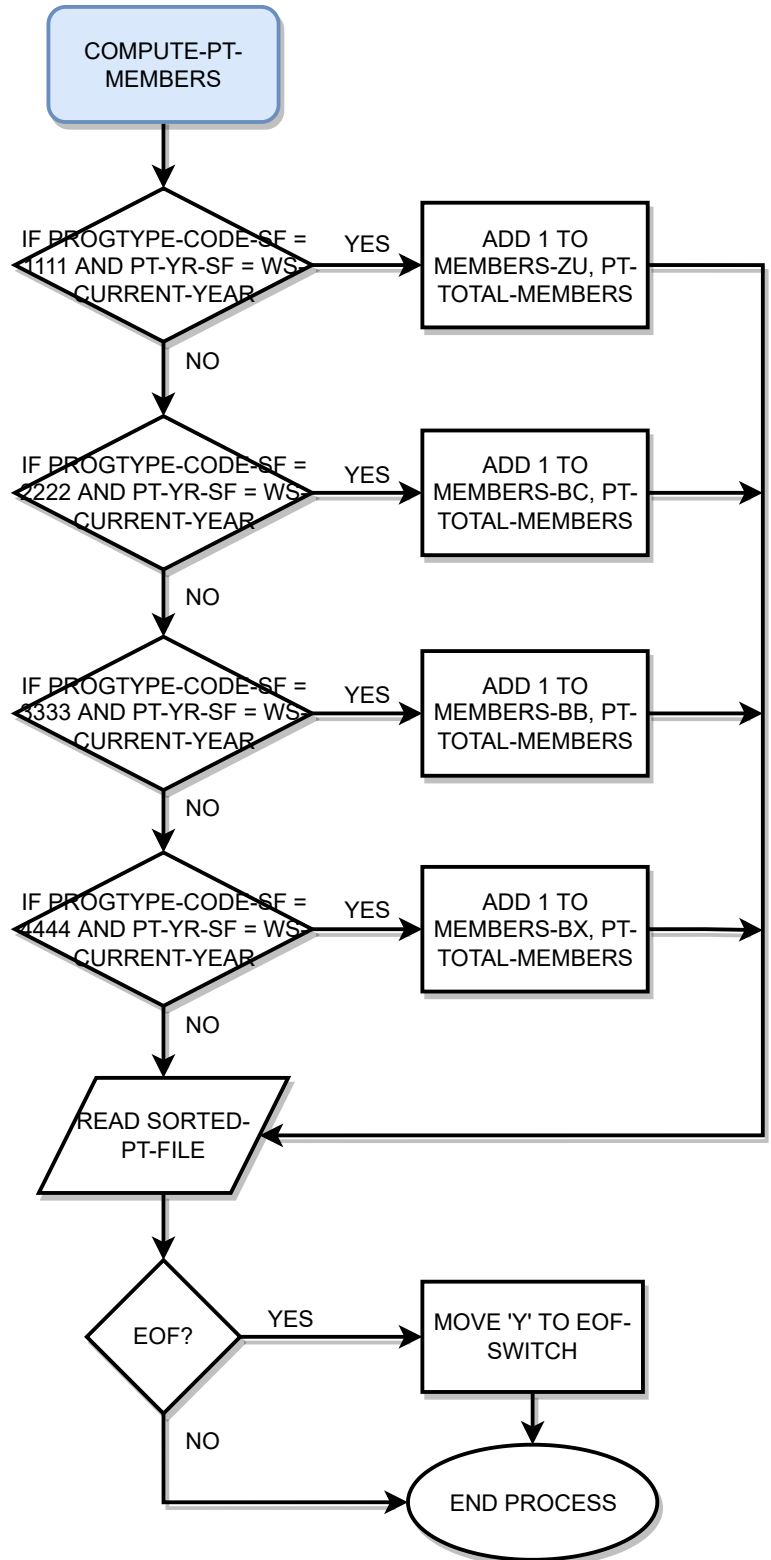 COMPUTE-PT-
MEMBERS
IF PROGTYPE-CODE-SF =
1111 AND PT-YR-SF = WS-
CURRENT-YEAR
YES
ADD 1 TO
MEMBERS-ZU, PT-
TOTAL-MEMBERS
NO
IF PROGTYPE-CODE-SF =
2222 AND PT-YR-SF = WS-
CURRENT-YEAR
YES
ADD 1 TO
MEMBERS-BC, PT-
TOTAL-MEMBERS
NO
IF PROGTYPE-CODE-SF =
3333 AND PT-YR-SF = WS-
CURRENT-YEAR
YES
ADD 1 TO
MEMBERS-BB, PT-
TOTAL-MEMBERS
NO
IF PROGTYPE-CODE-SF =
4444 AND PT-YR-SF = WS-
CURRENT-YEAR
YES
ADD 1 TO
MEMBERS-BX, PT-
TOTAL-MEMBERS
NO
READ SORTED-
PT-FILE
EOF?
YES
MOVE 'Y' TO EOF-
SWITCH
NO
END PROCESS